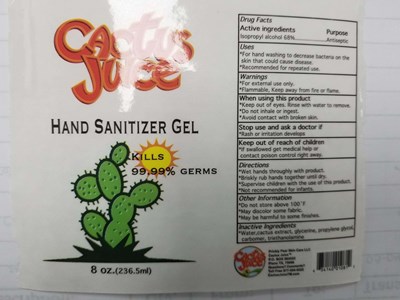 Cactus
Juice
HAND SANITIZER GEL
KILLS
99.99% GERMS
8 oz.(236.5ml)
Drug Facts
Active ingredients Purpose
Isopropyl alcohol 68% Antiseptic
Uses
*For hand washing to decrease bacteria on the
skin that could cause disease.
*Recommended for repeated use.
Warnings
*For external use only.
*Flammable, Keep away from fire or flame.
When using this product
*Keep out of eyes. Rinse with water to remove.
*Do not inhale or ingest.
*Avoid contact with broken skin.
Stop use and ask a doctor if
*Rash or irritation develops
Keep out of reach of children
*If swallowed get medical help or
contact poison control right away.
Directions
*Wet hands throughly with product.
*Briskly rub hands together until dry.
*Supervise children with the use of this product.
*Not recommended for infants.
Other Information
*Do not store above 100°F
*May discolor some fabric.
*May be harmful to some finishes.
Inactive Ingredients
*Water,cactus extract, glycerine, propylene glycol,
carbomer, triethanolamine